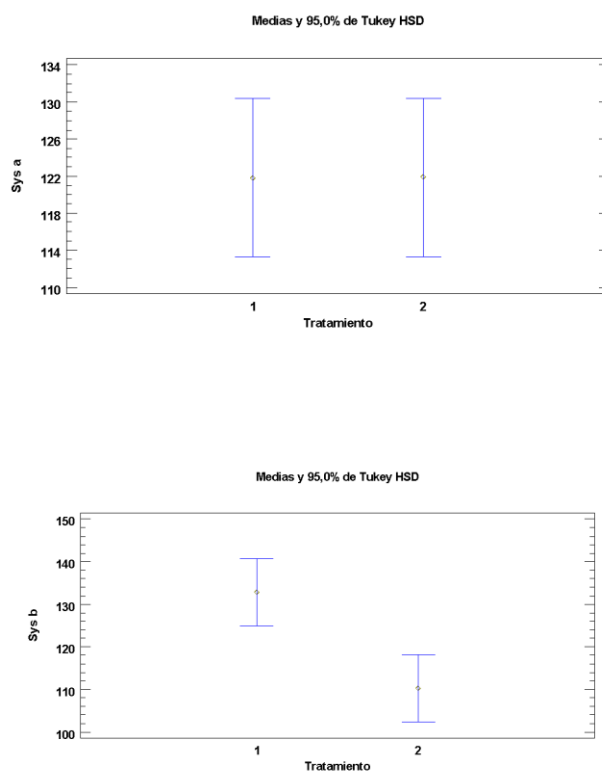 Medias y 95,0% de Tukey HSD
134
130
126
122
118
114
110
Sys a
1 2
Tratamiento
Medias y 95,0% de Tukey HSD
150
140
130
120
110
100
Sys b
1 2
Tratamiento